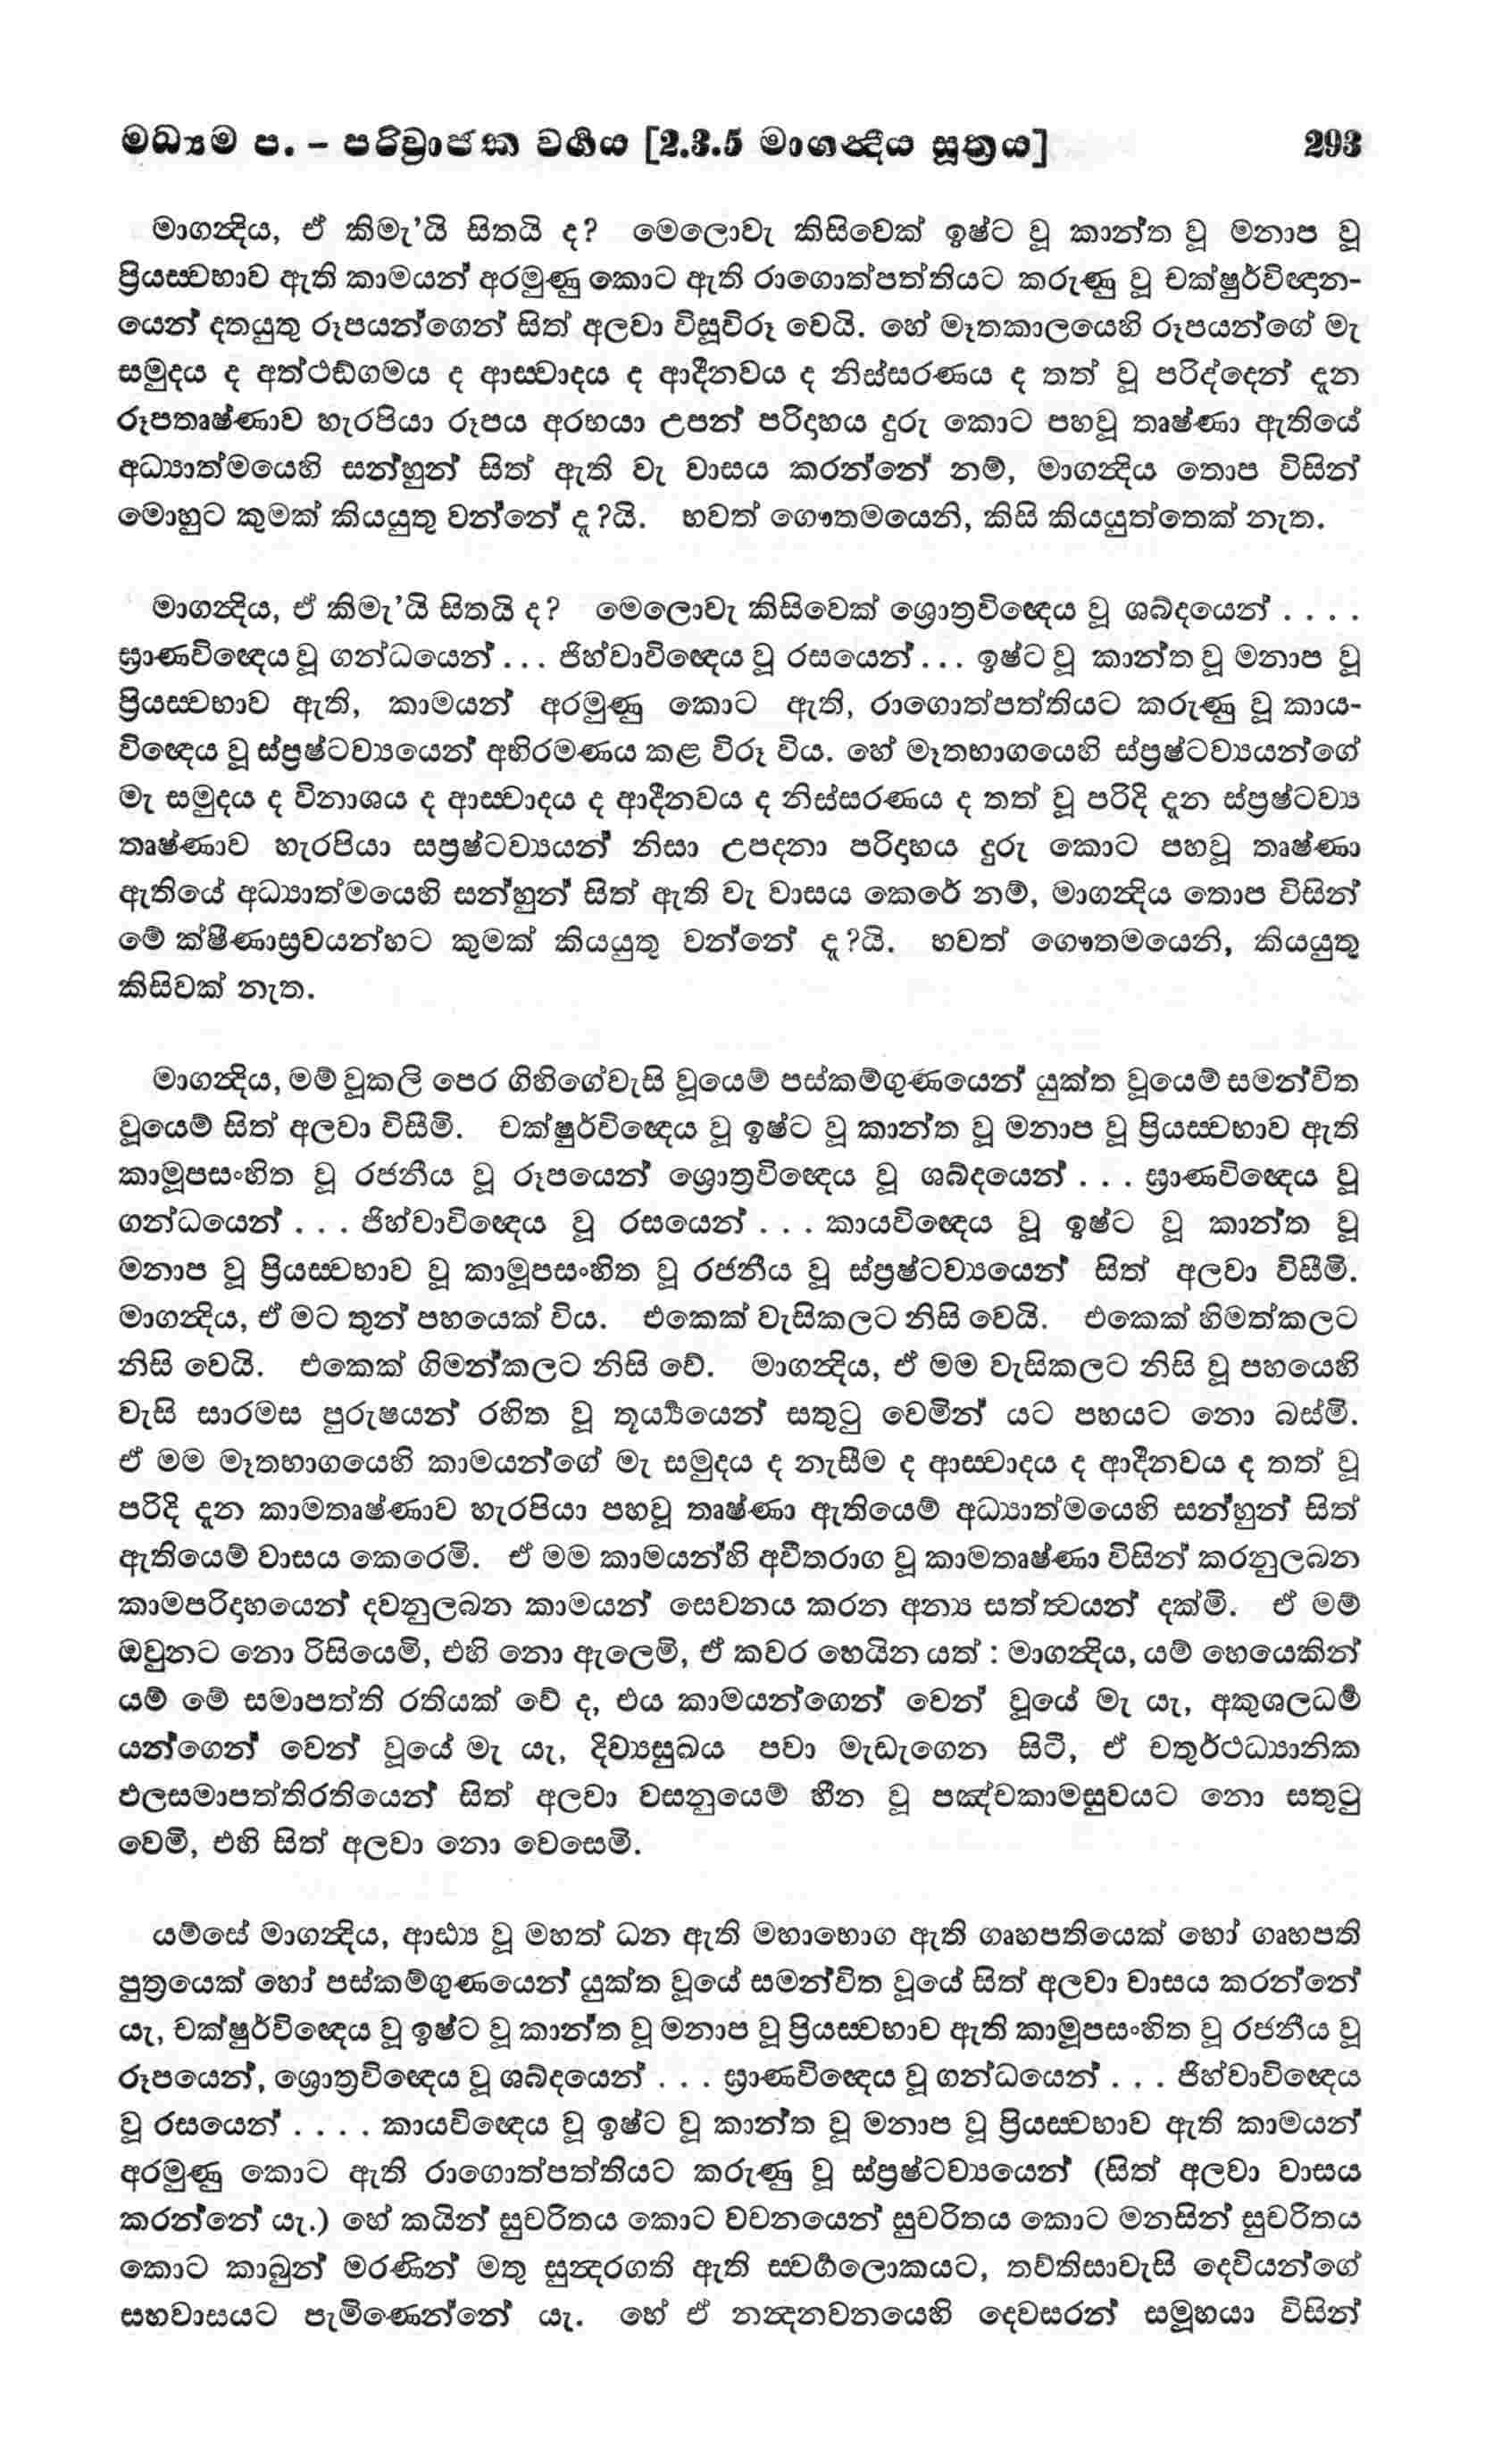 මධ්‍යම ප. – පරිව්‍රාජක වර්‍ගය [2.3.5 මාගන්‍දිය සූත්‍රය] 293
මාගන්‍දිය, ඒ කිමැ’යි සිතයි ද? මෙලොවැ කිසිවෙක් ඉෂ්ට වූ කාන්ත වූ මනාප වූ
ප්‍රියස්‍වභාව ඇති කාමයන් අරමුණු කොට ඇති රාගොත්පත්තියට කරුණු වූ චක්ෂුර්විඥාන-
යෙන් දතයුතු රූපයන්ගෙන් සිත් අලවා විසූවිරූ වෙයි. හේ මෑතකාලයෙහි රූපයන්ගේ මැ
සමුදය ද අත්ථඞ්ගමය ද ආස්‍වාදය ද ආදීනවය ද නිස්සරණය ද තත් වූ පරිද්දෙන් දැන
රූපතෘෂ්ණාව හැරපියා රූපය අරභයා උපන් පරිදාහය දුරු කොට පහවූ තෘෂ්ණා ඇතියේ
අධ්‍යාත්මයෙහි සන්හුන් සිත් ඇති වැ වාසය කරන්නේ නම්, මාගන්‍දිය තොප විසින්
මොහුට කුමක් කියයුතු වන්නේ දැ?යි. භවත් ගෞතමයෙනි, කිසි කියයුත්තෙක් නැත.
මාගන්‍දිය, ඒ කිමැ’යි සිතයි ද? මෙලොවැ කිසිවෙක් ශ්‍රොත්‍රවිඥෙය වූ ශබ්දයෙන් . . . .
ඝ්‍රාණවිඥෙය වූ ගන්ධයෙන් . . . ජිහ්වාවිඥෙය වූ රසයෙන් . . . ඉෂ්ට වූ කාන්ත වූ මනාප වූ
ප්‍රියස්‍වභාව ඇති, කාමයන් අරමුණු කොට ඇති, රාගොත්පත්තියට කරුණු වූ කාය-
විඥෙය වූ ස්ප්‍රෂ්ටව්‍යයෙන් අභිරමණය කළ විරූ විය. හේ මෑතභාගයෙහි ස්ප්‍රෂ්ටව්‍යයන්ගේ
මැ සමුදය ද විනාශය ද ආස්‍වාදය ද ආදීනවය ද නිස්සරණය ද තත් වූ පරිදි දැන ස්ප්‍රෂ්ටව්‍ය
තෘෂ්ණාව හැරපියා සප්‍රෂ්ටව්‍යයන් නිසා උපදනා පරිදාහය දුරු කොට පහවූ තෘෂ්ණා
ඇතියේ අධ්‍යාත්මයෙහි සන්හුන් සිත් ඇති වැ වාසය කෙරේ නම්, මාගන්‍දිය තොප විසින්
මේ ක්ෂීණාස්‍රවයන්හට කුමක් කියයුතු වන්නේ දැ?යි. භවත් ගෞතමයෙනි, කියයුතු
කිසිවක් නැත.
මාගන්‍දිය, මම් වූකලි පෙර ගිහිගේවැසි වූයෙම් පස්කම්ගුණයෙන් යුක්ත වූයෙම් සමන්විත
වූයෙම් සිත් අලවා විසීමි. චක්ෂුර්විඥෙය වූ ඉෂ්ට වූ කාන්ත වූ මනාප වූ ප්‍රියස්‍වභාව ඇති
කාමූපසංහිත වූ රජනීය වූ රූපයෙන් ශ්‍රොත්‍රවිඥෙය වූ ශබ්දයෙන් . . . ඝ්‍රාණවිඥෙය වූ
ගන්ධයෙන් . . . ජිහ්වාවිඥෙය වූ රසයෙන් . . . කායවිඥෙය වූ ඉෂ්ට වූ කාන්ත වූ
මනාප වූ ප්‍රියස්‍වභාව වූ කාමූපසංහිත වූ රජනීය වූ ස්ප්‍රෂ්ටව්‍යයෙන් සිත් අලවා විසීමි.
මාගන්‍දිය, ඒ මට තුන් පහයෙක් විය. එකෙක් වැසිකලට නිසි වෙයි. එකෙක් හිමත්කලට
නිසි වෙයි. එකෙක් ගිමන්කලට නිසි වේ. මාගන්‍දිය, ඒ මම වැසිකලට නිසි වූ පහයෙහි
වැසි සාරමස පුරුෂයන් රහිත වූ තූර්‍ය්‍යයෙන් සතුටු වෙමින් යට පහයට නො බස්මි.
ඒ මම මෑතභාගයෙහි කාමයන්ගේ මැ සමුදය ද නැසීම ද ආස්‍වාදය ද ආදීනවය ද තත් වූ
පරිදි දැන කාමතෘෂ්ණාව හැරපියා පහවූ තෘෂ්ණා ඇතියෙම් අධ්‍යාත්මයෙහි සන්හුන් සිත්
ඇතියෙම් වාසය කෙරෙමි. ඒ මම කාමයන්හි අවීතරාග වූ කාමතෘෂ්ණා විසින් කරනුලබන
කාමපරිදාහයෙන් දවනුලබන කාමයන් සෙවනය කරන අන්‍ය සත්ත්‍වයන් දක්මි. ඒ මම්
ඔවුනට නො රිසියෙමි, එහි නො ඇලෙමි, ඒ කවර හෙයින යත් : මාගන්‍දිය, යම් හෙයෙකින්
යම් මේ සමාපත්ති රතියක් වේ ද, එය කාමයන්ගෙන් වෙන් වූයේ මැ යැ, අකුශලධර්‍ම
යන්ගෙන් වෙන් වූයේ මැ යැ, දිව්‍යසුඛය පවා මැඩැගෙන සිටී, ඒ චතුර්ථධ්‍යානික
ඵලසමාපත්තිරතියෙන් සිත් අලවා වසනුයෙම් හීන වූ පඤ්චකාමසුවයට නො සතුටු
වෙමි, එහි සිත් අලවා නො වෙසෙමි.
යම්සේ මාගන්‍දිය, ආඪ්‍ය වූ මහත් ධන ඇති මහාභොග ඇති ගෘහපතියෙක් හෝ ගෘහපති
පුත්‍රයෙක් හෝ පස්කම්ගුණයෙන් යුක්ත වූයේ සමන්විත වූයේ සිත් අලවා වාසය කරන්නේ
යැ, චක්ෂුර්විඥෙය වූ ඉෂ්ට වූ කාන්ත වූ මනාප වූ ප්‍රියස්‍වභාව ඇති කාමූපසංහිත වූ රජනීය වූ
රූපයෙන්, ශ්‍රොත්‍රවිඥෙය වූ ශබ්දයෙන් . . . ඝ්‍රාණවිඥෙය වූ ගන්ධයෙන් . . . ජිහ්වාවිඥෙය
වූ රසයෙන් . . . . කායවිඥෙය වූ ඉෂ්ට වූ කාන්ත වූ මනාප වූ ප්‍රියස්‍වභාව ඇති කාමයන්
අරමුණු කොට ඇති රාගොත්පත්තියට කරුණු වූ ස්ප්‍රෂ්ටව්‍යයෙන් (සිත් අලවා වාසය
කරන්නේ යැ.) හේ කයින් සුචරිතය කොට වචනයෙන් සුචරිතය කොට මනසින් සුචරිතය
කොට කාබුන් මරණින් මතු සුන්‍දරගති ඇති ස්‍වර්‍ගලොකයට, තව්තිසාවැසි දෙවියන්ගේ
සහවාසයට පැමිණෙන්නේ යැ. හේ ඒ නන්‍දනවනයෙහි දෙවසරන් සමූහයා විසින්